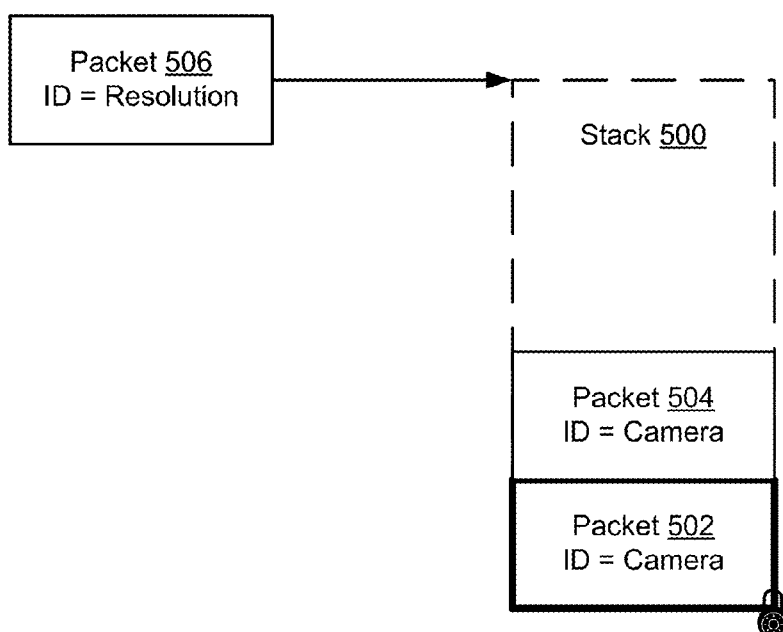 Packet 506
ID = Resolution
Stack 500
Packet 504
ID = Camera
Packet 502
ID = Camera